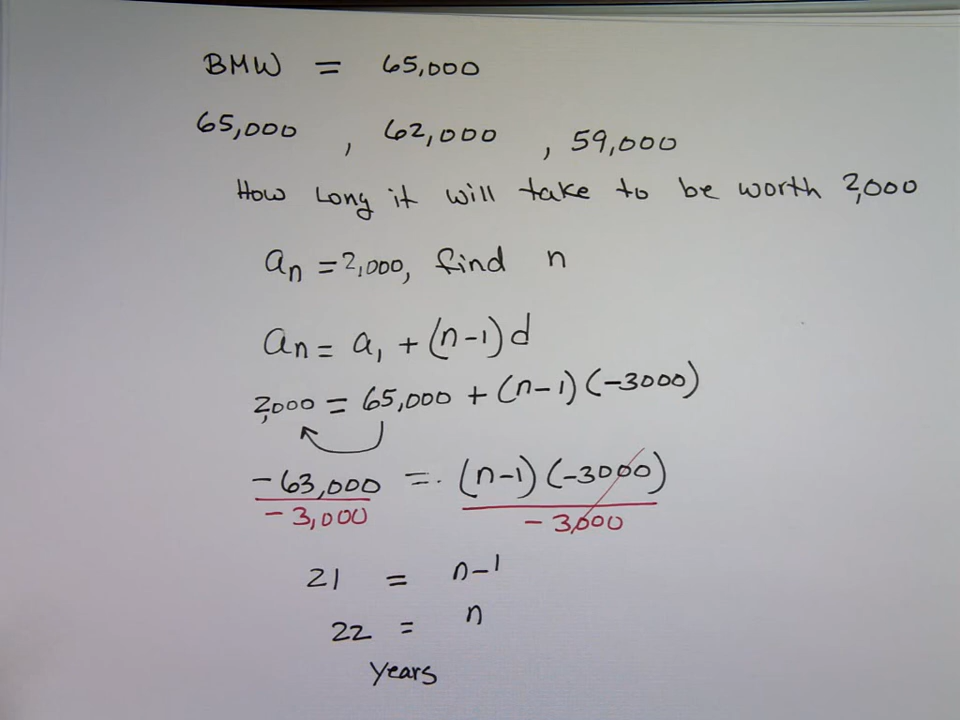 BMW = 65,000
65,000 , 62,000 , 59,000
How long it will take to be worth 2,000
an = 2,000, find n
an = a1 + (n-1)d
2,000 = 65,000 + (n-1)(-3000)
-63,000 = (n-1)(-3000)
-3,000 -3,000
21 = n-1
22 = n
years